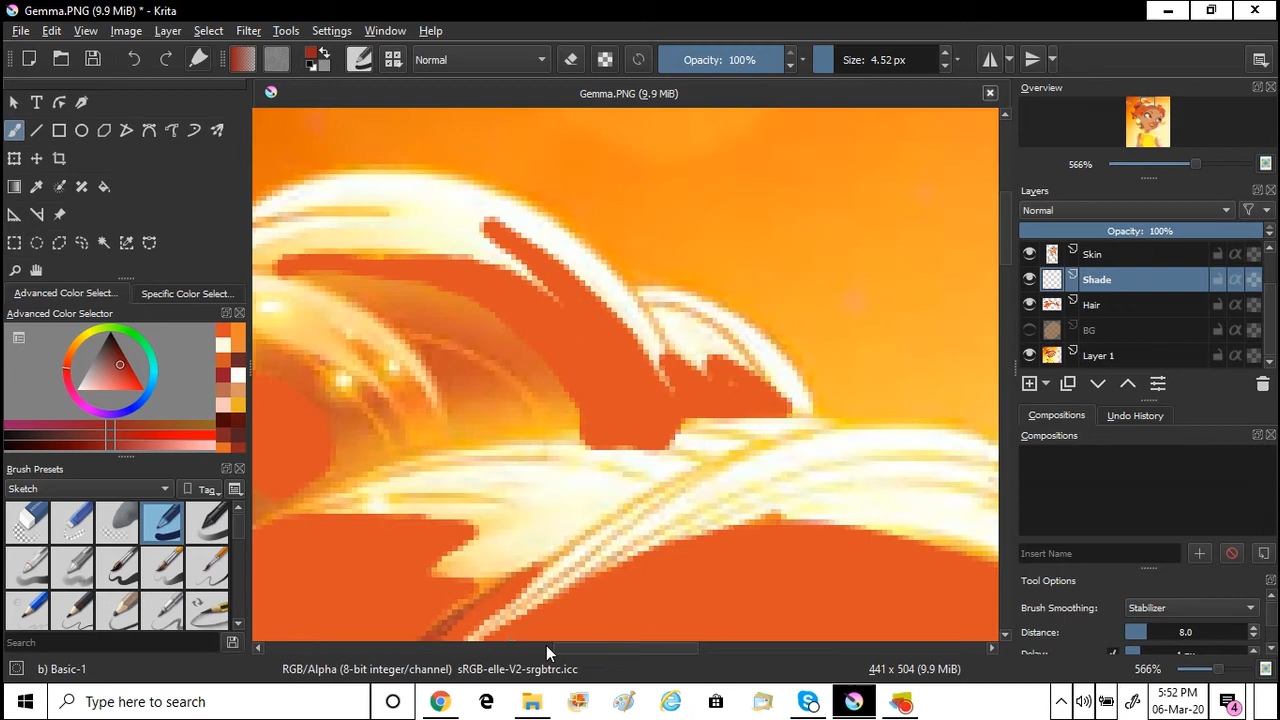 Gemma.PNG (9.9 MiB) * - Krita
File Edit View Image Layer Select Filter Tools Settings Window Help
Normal
Opacity: 100%
Size: 4.52 px
Gemma.PNG (9.9 MiB)
Overview
566%
Layers
Normal
Opacity: 100%
Skin
Shade
Hair
BG
Layer 1
Advanced Color Select...
Specific Color Select...
Advanced Color Selector
Compositions
Undo History
Compositions
Brush Presets
Sketch
Tag
Insert Name
Tool Options
Brush Smoothing: Stabilizer
Distance: 8.0
Search
b) Basic-1
RGB/Alpha (8-bit integer/channel) sRGB-elle-V2-srgbtrc.icc
441 x 504 (9.9 MiB)
566%
Type here to search
5:52 PM
06-Mar-20
4